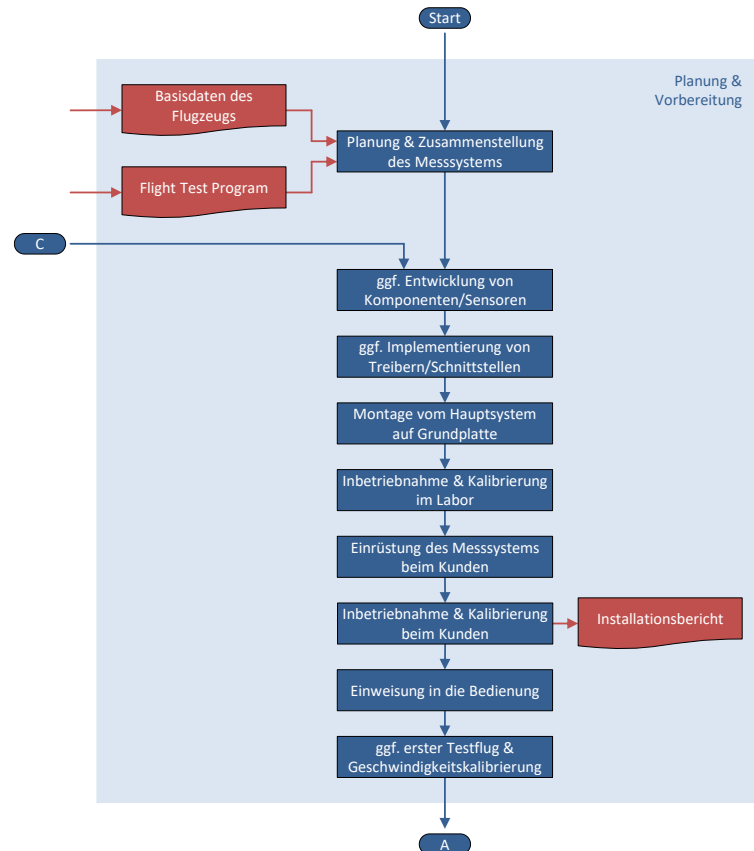 Start
Planung &
Vorbereitung
Basisdaten des
Flugzeugs
Planung & Zusammenstellung
des Messsystems
Flight Test Program
C
ggf. Entwicklung von
Komponenten/Sensoren
ggf. Implementierung von
Treibern/Schnittstellen
Montage vom Hauptsystem
auf Grundplatte
Inbetriebnahme & Kalibrierung
im Labor
Einrüstung des Messsystems
beim Kunden
Inbetriebnahme & Kalibrierung
beim Kunden
Installationsbericht
Einweisung in die Bedienung
ggf. erster Testflug &
Geschwindigkeitskalibrierung
A